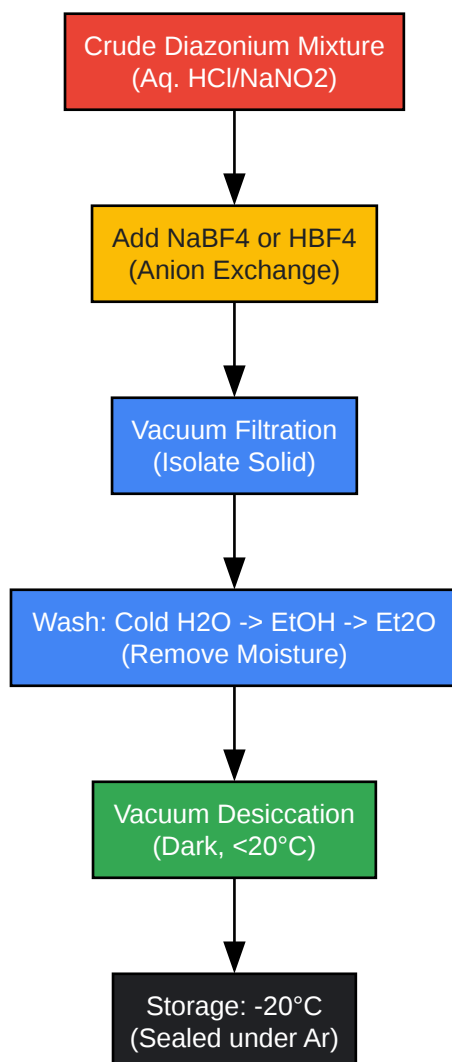 Crude Diazonium Mixture
(Aq. HCl/NaNO2)
Add NaBF4 or HBF4
(Anion Exchange)
Vacuum Filtration
(Isolate Solid)
Wash: Cold H2O -> EtOH -> Et2O
(Remove Moisture)
Vacuum Desiccation
(Dark, <20°C)
Storage: -20°C
(Sealed under Ar)